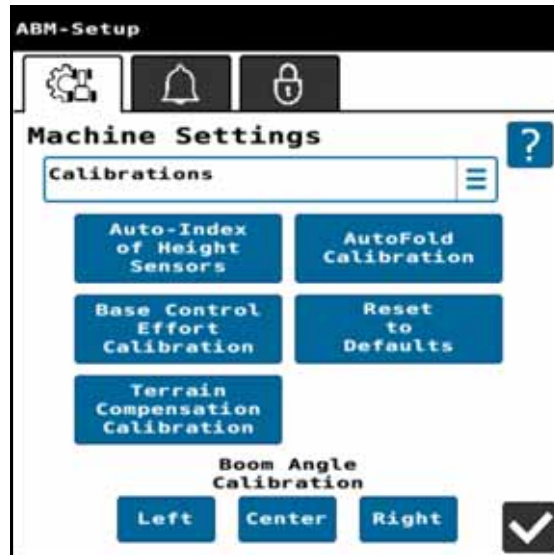 ABM-Setup
Machine Settings
?
Calibrations
Auto-Index
of Height
Sensors
AutoFold
Calibration
Base Control
Effort
Calibration
Reset
to
Defaults
Terrain
Compensation
Calibration
Boom Angle
Calibration
Left
Center
Right